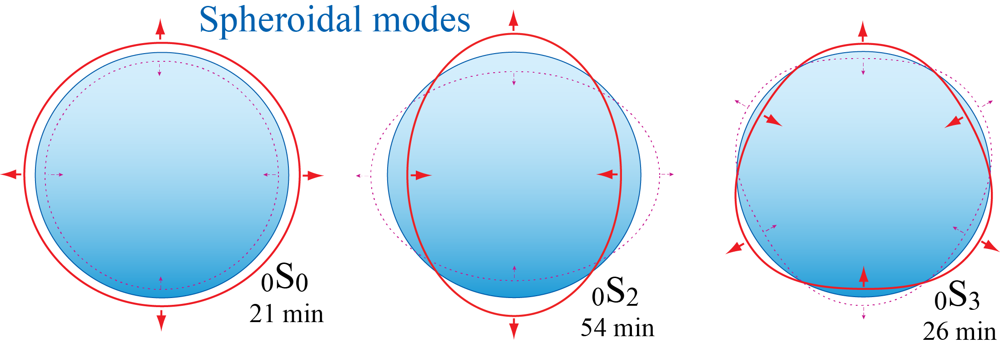 Spheroidal modes
₀S₀
21 min
₀S₂
54 min
₀S₃
26 min